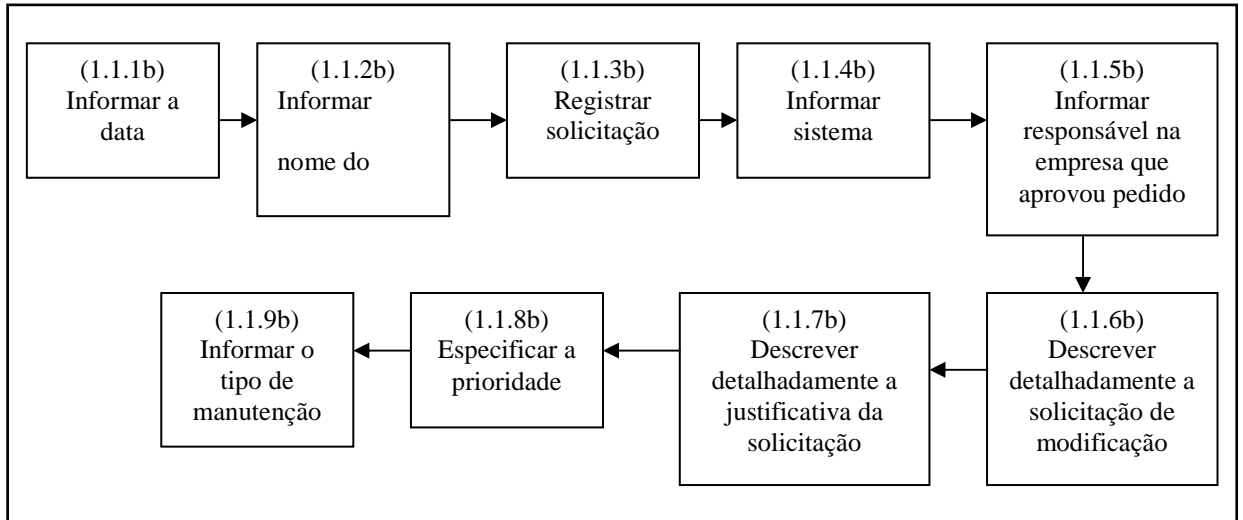 (1.1.1b)
Informar a
data
(1.1.2b)
Informar
nome do
(1.1.3b)
Registrar
solicitação
(1.1.4b)
Informar
sistema
(1.1.5b)
Informar
responsável na
empresa que
aprovou pedido
(1.1.6b)
Descrever
detalhadamente a
solicitação de
modificação
(1.1.7b)
Descrever
detalhadamente a
justificativa da
solicitação
(1.1.8b)
Especificar a
prioridade
(1.1.9b)
Informar o
tipo de
manutenção